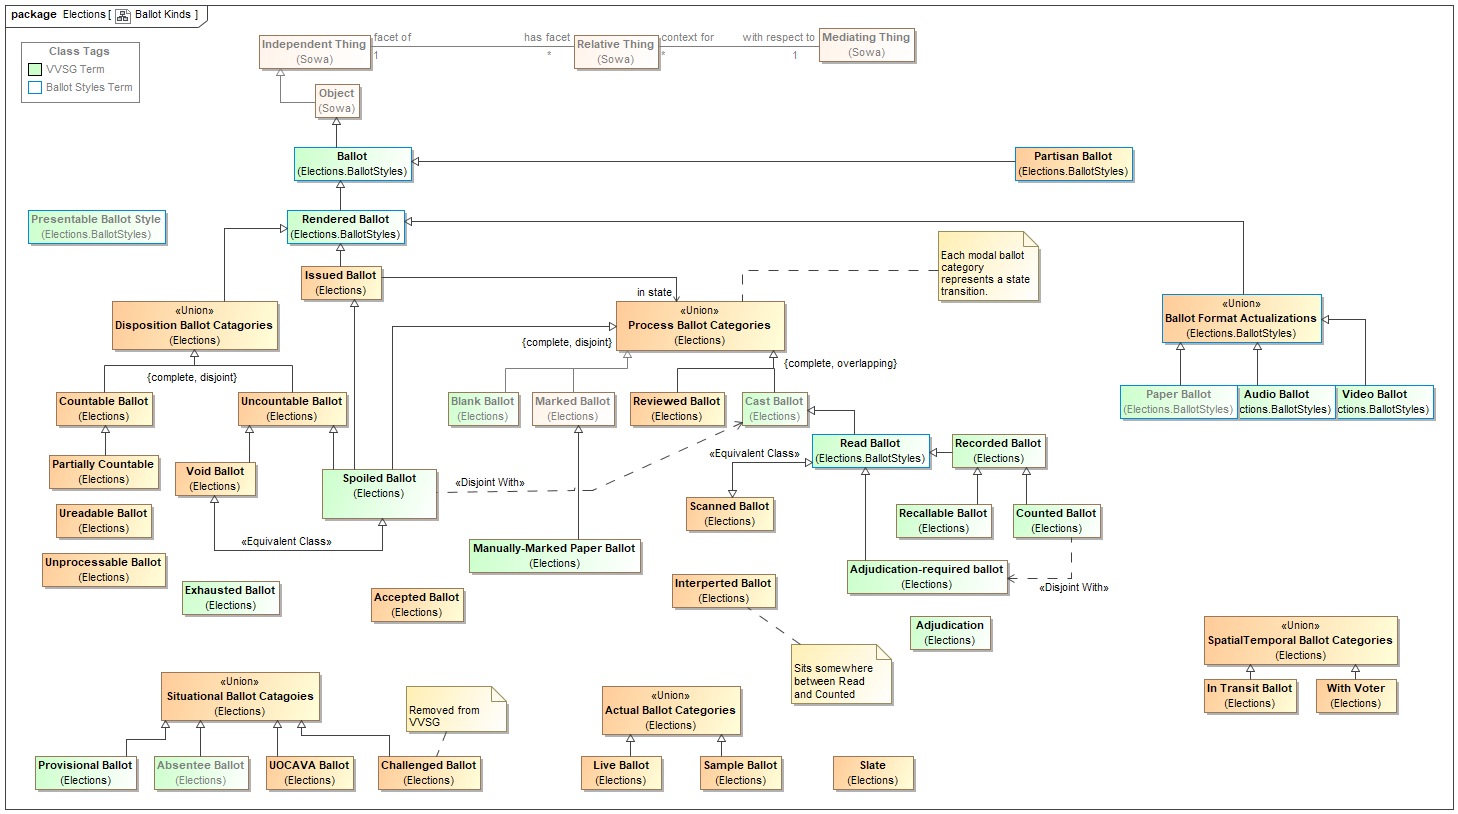 package Elections [ Ballot Kinds ]
Class Tags
VVSG Term
Ballot Styles Term
Independent Thing
(Sowa)
facet of
1
has facet
*
Relative Thing
(Sowa)
context for
*
with respect to
1
Mediating Thing
(Sowa)
Object
(Sowa)
Ballot
(Elections.BallotStyles)
Partisan Ballot
(Elections.BallotStyles)
Presentable Ballot Style
(Elections.BallotStyles)
Rendered Ballot
(Elections.BallotStyles)
Issued Ballot
(Elections)
in state
Each modal ballot
category
represents a state
transition.
«Union»
Disposition Ballot Catagories
(Elections)
«Union»
Process Ballot Categories
(Elections)
«Union»
Ballot Format Actualizations
(Elections.BallotStyles)
{complete, disjoint}
{complete, disjoint}
{complete, overlapping}
Countable Ballot
(Elections)
Uncountable Ballot
(Elections)
Blank Ballot
(Elections)
Marked Ballot
(Elections)
Reviewed Ballot
(Elections)
Cast Ballot
(Elections)
Paper Ballot
(Elections.BallotStyles)
Audio Ballot
ctions.BallotStyles)
Video Ballot
ctions.BallotStyles)
Partially Countable
(Elections)
Void Ballot
(Elections)
Spoiled Ballot
(Elections)
«Disjoint With»
«Equivalent Class»
Read Ballot
(Elections.BallotStyles)
Recorded Ballot
(Elections)
Scanned Ballot
(Elections)
Recallable Ballot
(Elections)
Counted Ballot
(Elections)
Ureadable Ballot
(Elections)
«Equivalent Class»
Manually-Marked Paper Ballot
(Elections)
Unprocessable Ballot
(Elections)
Adjudication-required ballot
(Elections)
«Disjoint With»
Exhausted Ballot
(Elections)
Accepted Ballot
(Elections)
Interperted Ballot
(Elections)
Adjudication
(Elections)
Sits somewhere
between Read
and Counted
«Union»
SpatialTemporal Ballot Categories
(Elections)
In Transit Ballot
(Elections)
With Voter
(Elections)
«Union»
Situational Ballot Catagoies
(Elections)
Removed from
VVSG
«Union»
Actual Ballot Categories
(Elections)
Provisional Ballot
(Elections)
Absentee Ballot
(Elections)
UOCAVA Ballot
(Elections)
Challenged Ballot
(Elections)
Live Ballot
(Elections)
Sample Ballot
(Elections)
Slate
(Elections)